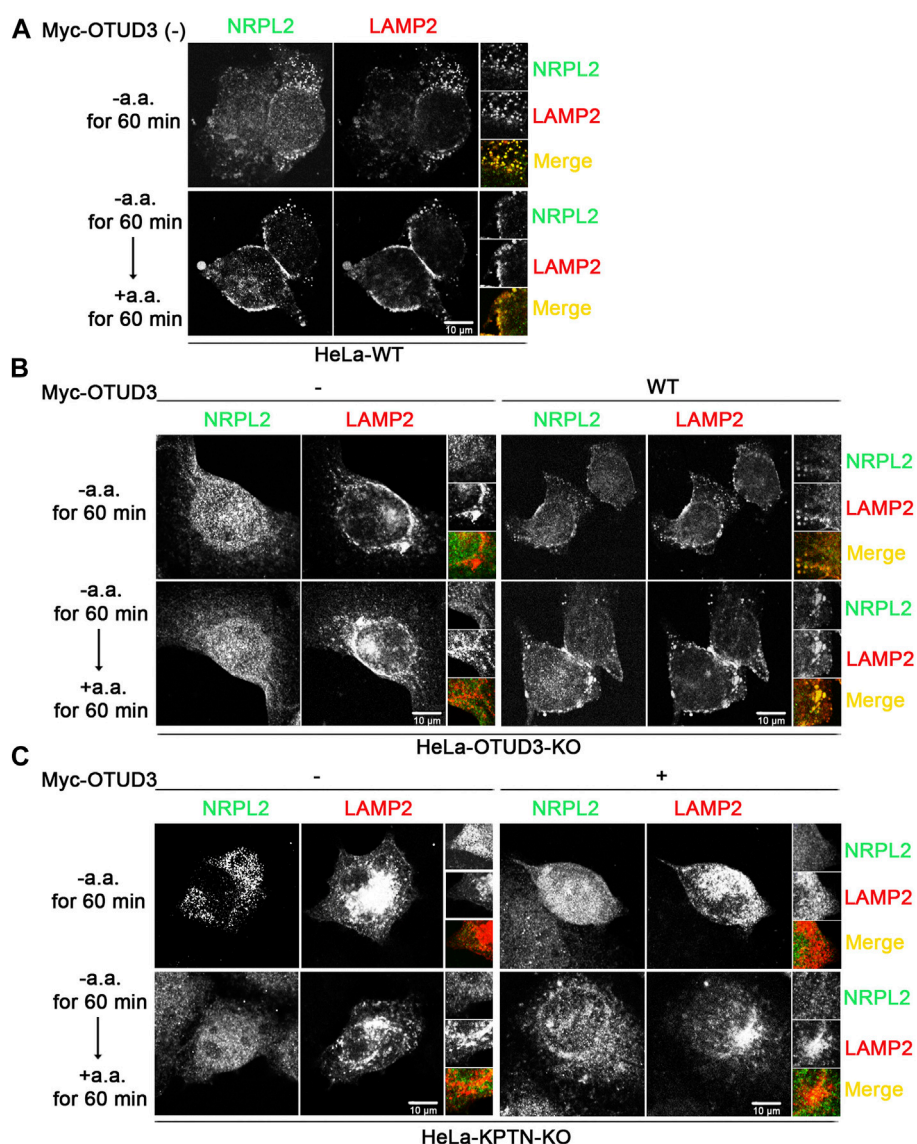 A
Myc-OTUD3 (-)
NRPL2 LAMP2
-a.a.
for 60 min
NRPL2
LAMP2
Merge
-a.a.
for 60 min
+a.a.
for 60 min
NRPL2
LAMP2
Merge
10 µm
HeLa-WT
B
Myc-OTUD3 - WT
NRPL2 LAMP2 NRPL2 LAMP2
-a.a.
for 60 min
NRPL2
LAMP2
Merge
-a.a.
for 60 min
+a.a.
for 60 min
NRPL2
LAMP2
Merge
10 µm 10 µm
HeLa-OTUD3-KO
C
Myc-OTUD3 - +
NRPL2 LAMP2 NRPL2 LAMP2
-a.a.
for 60 min
NRPL2
LAMP2
Merge
-a.a.
for 60 min
+a.a.
for 60 min
NRPL2
LAMP2
Merge
10 µm 10 µm
HeLa-KPTN-KO